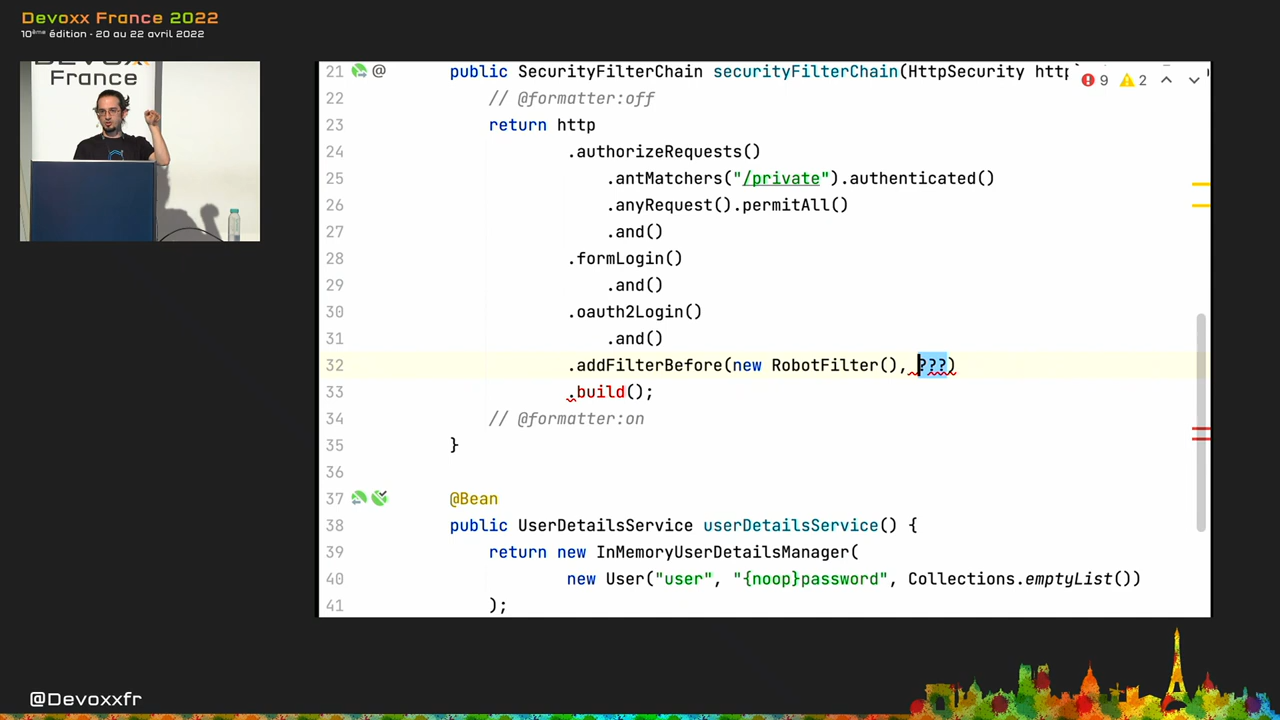 Devoxx France 2022
10ème édition - 20 au 22 avril 2022
France
21 @ public SecurityFilterChain securityFilterChain(HttpSecurity http
9 2
22 // @formatter:off
23 return http
24 .authorizeRequests()
25 .antMatchers("/private").authenticated()
26 .anyRequest().permitAll()
27 .and()
28 .formLogin()
29 .and()
30 .oauth2Login()
31 .and()
32 .addFilterBefore(new RobotFilter(), ???)
33 .build();
34 // @formatter:on
35 }
36
37 @Bean
38 public UserDetailsService userDetailsService() {
39 return new InMemoryUserDetailsManager(
40 new User("user", "{noop}password", Collections.emptyList())
41 );
@Devoxxfr